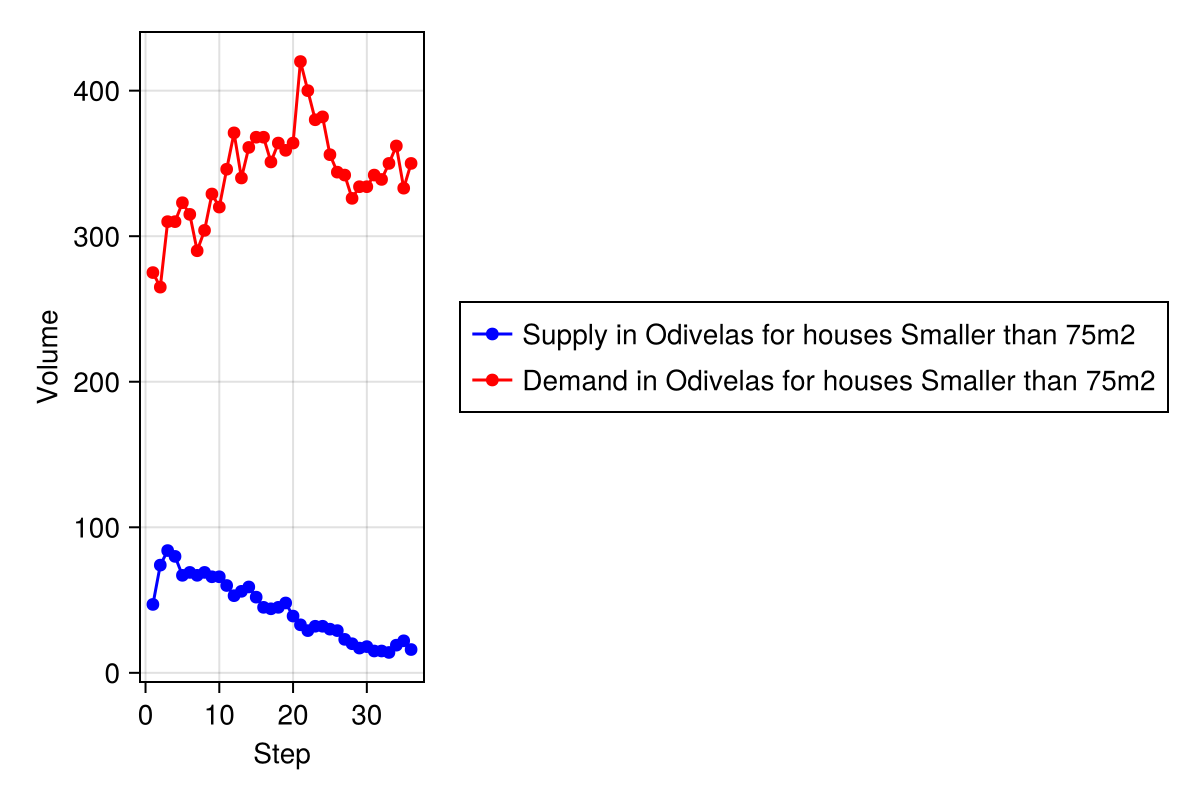 400
300
200
100
0
Volume
0 10 20 30
Step
Supply in Odivelas for houses Smaller than 75m2
Demand in Odivelas for houses Smaller than 75m2